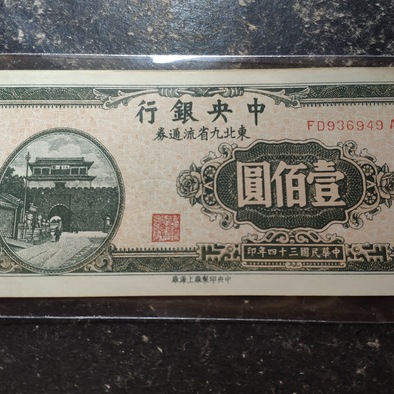 中央銀行
東北九省流通券
FD936949 A
壹佰圓
中華民國三十四年印
中央印製廠上海廠